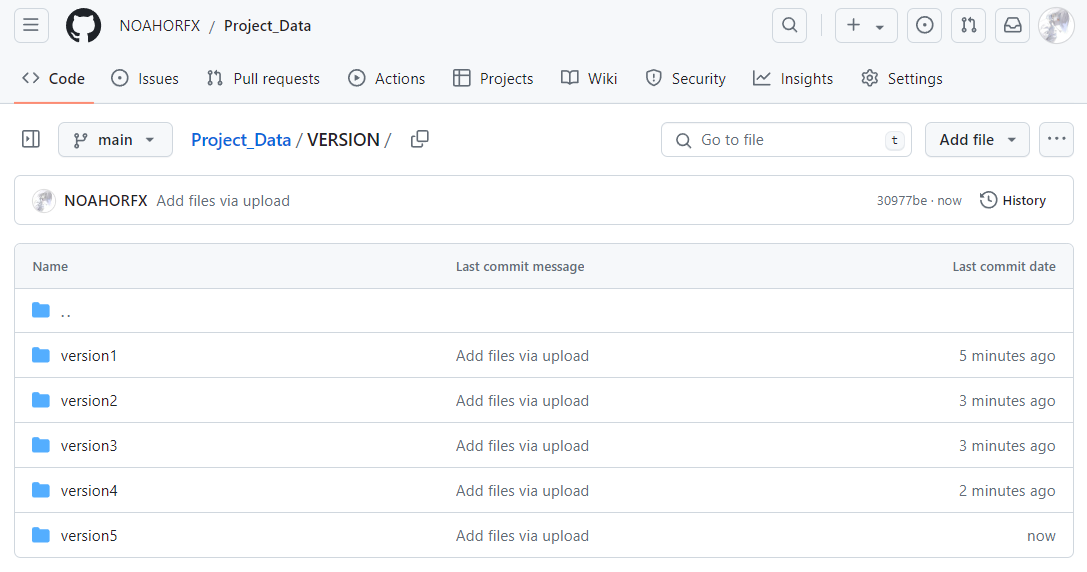 NOAHORFX / Project_Data
Code Issues Pull requests Actions Projects Wiki Security Insights Settings
main Project_Data / VERSION / Go to file t Add file
NOAHORFX Add files via upload 30977be · now History
Name Last commit message Last commit date
..
version1 Add files via upload 5 minutes ago
version2 Add files via upload 3 minutes ago
version3 Add files via upload 3 minutes ago
version4 Add files via upload 2 minutes ago
version5 Add files via upload now